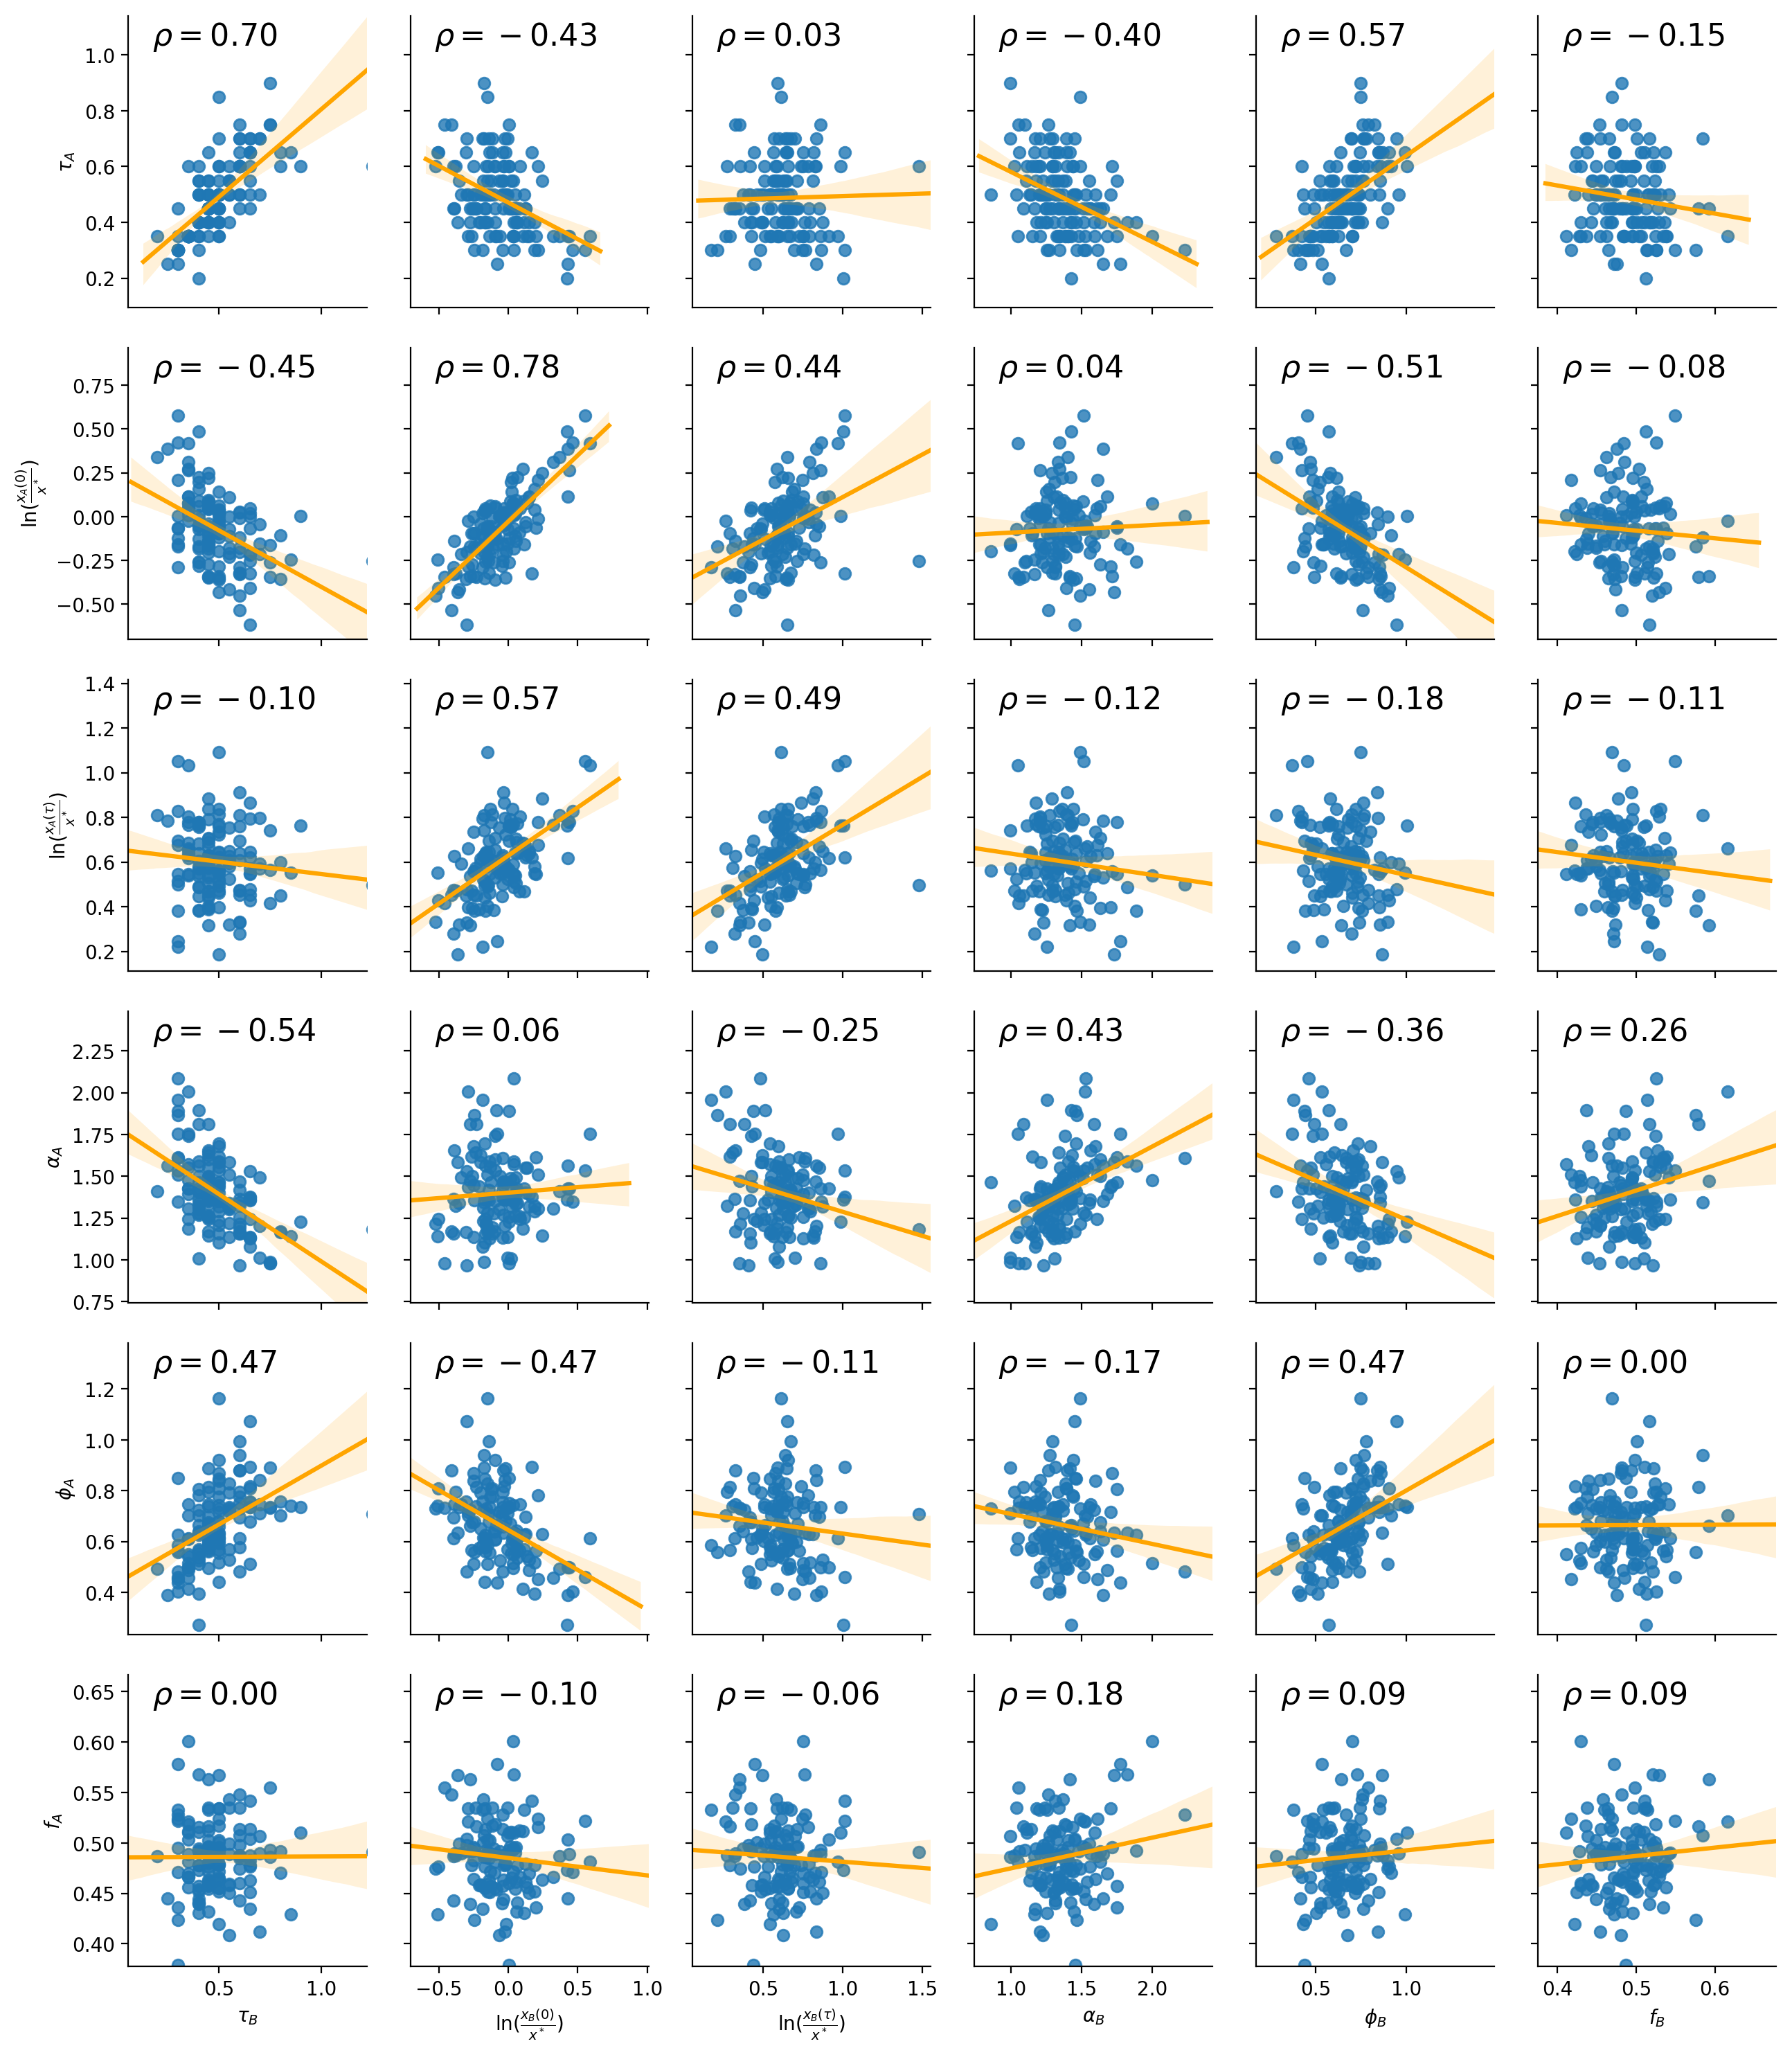 ρ = 0.70 ρ = −0.43 ρ = 0.03 ρ = −0.40 ρ = 0.57 ρ = −0.15
1.0
0.8
0.6
0.4
0.2
τ_A
ρ = −0.45 ρ = 0.78 ρ = 0.44 ρ = 0.04 ρ = −0.51 ρ = −0.08
0.75
0.50
0.25
0.00
−0.25
−0.50
ln(x_A(0)/x*)
ρ = −0.10 ρ = 0.57 ρ = 0.49 ρ = −0.12 ρ = −0.18 ρ = −0.11
1.4
1.2
1.0
0.8
0.6
0.4
0.2
ln(x_A(τ)/x*)
ρ = −0.54 ρ = 0.06 ρ = −0.25 ρ = 0.43 ρ = −0.36 ρ = 0.26
2.25
2.00
1.75
1.50
1.25
1.00
0.75
α_A
ρ = 0.47 ρ = −0.47 ρ = −0.11 ρ = −0.17 ρ = 0.47 ρ = 0.00
1.2
1.0
0.8
0.6
0.4
ϕ_A
ρ = 0.00 ρ = −0.10 ρ = −0.06 ρ = 0.18 ρ = 0.09 ρ = 0.09
0.65
0.60
0.55
0.50
0.45
0.40
f_A
0.5 1.0 −0.5 0.0 0.5 1.0 0.5 1.0 1.5 1.0 1.5 2.0 0.5 1.0 0.4 0.5 0.6
τ_B ln(x_B(0)/x*) ln(x_B(τ)/x*) α_B ϕ_B f_B